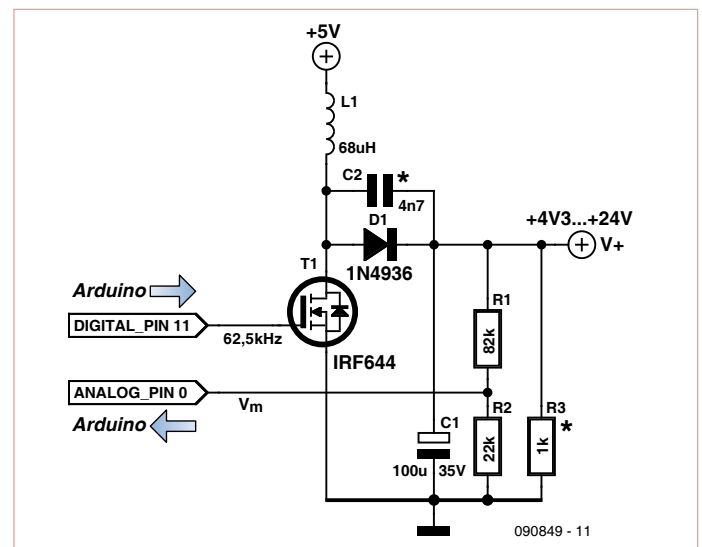 +5V
L1
68uH
C2
*
4n7
D1
+4V3...+24V
V+
T1
1N4936
Arduino
R1
DIGITAL_PIN 11
82k
62,5kHz
IRF644
ANALOG_PIN 0
Vm
R2
R3
Arduino
C1
*
22k
1k
100u
35V
090849 - 11